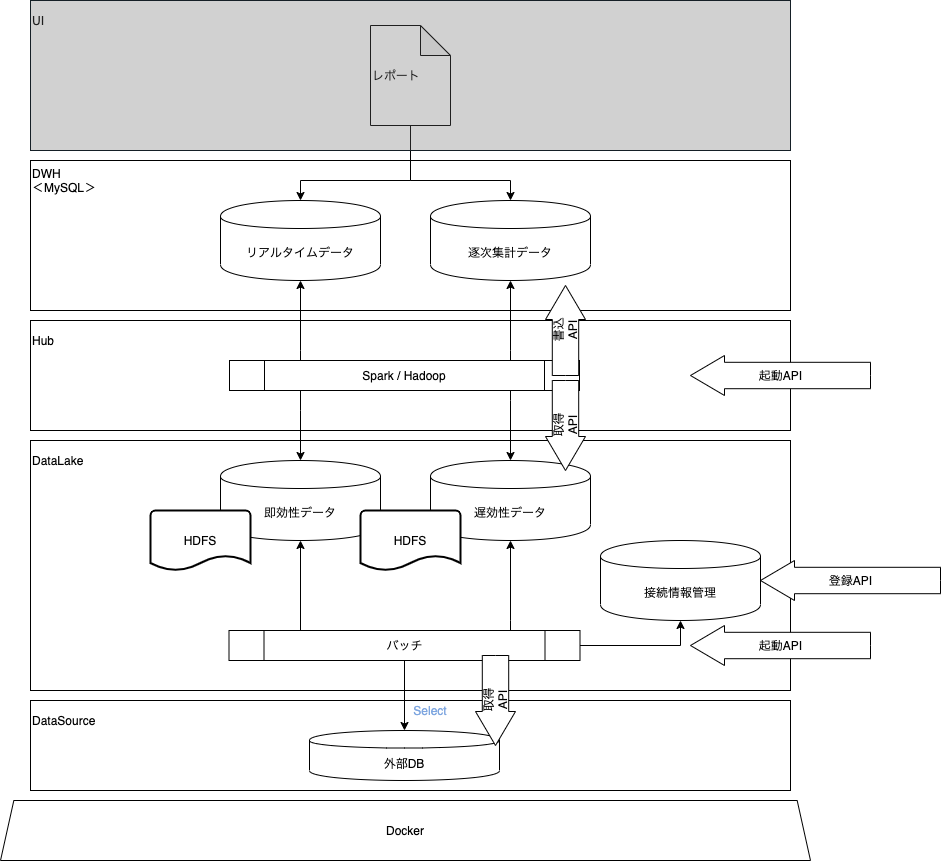 UI
レポート
DWH
＜MySQL＞
リアルタイムデータ
逐次集計データ
書込
API
Hub
Spark / Hadoop
起動API
取得
API
DataLake
即効性データ
遅効性データ
HDFS
HDFS
接続情報管理
登録API
バッチ
起動API
取得
API
Select
DataSource
外部DB
Docker